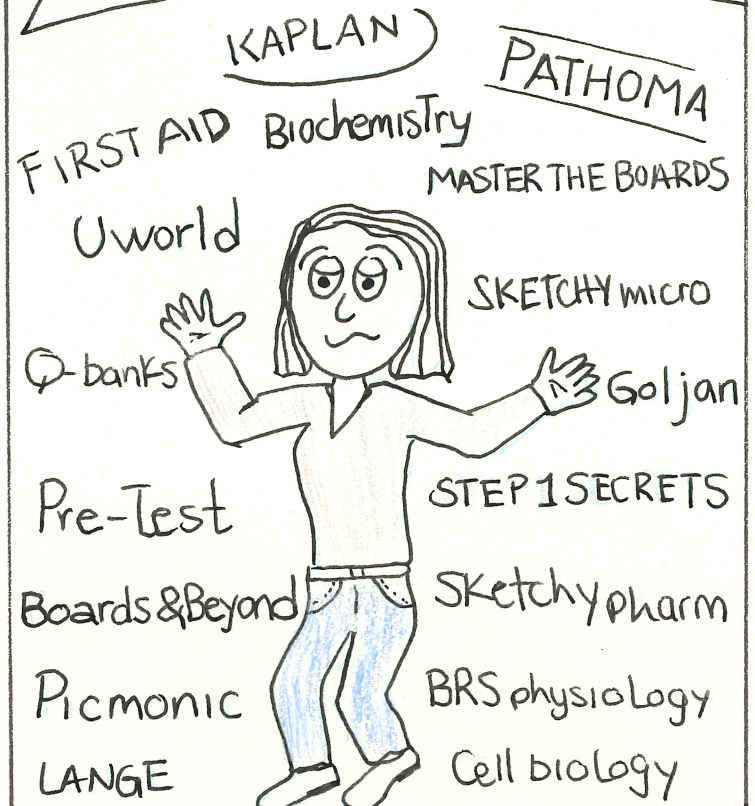 KAPLAN
PATHOMA
FIRST AID
Biochemistry
MASTER THE BOARDS
Uworld
SKETCHY micro
Q-banks
Goljan
Pre-Test
STEP 1 SECRETS
Boards & Beyond
Sketchy pharm
Picmonic
BRS physiology
LANGE
Cell biology